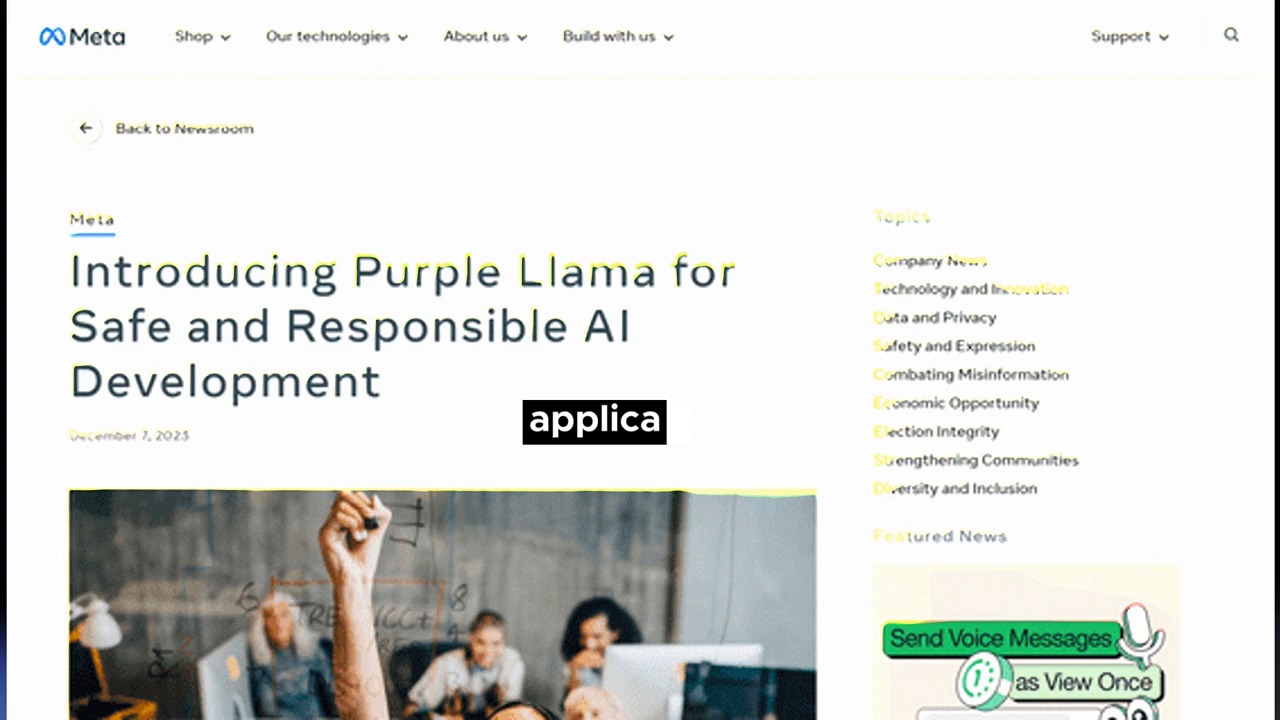 Meta
Shop
Our technologies
About us
Build with us
Support
Back to Newsroom
Meta
Introducing Purple Llama for
Safe and Responsible AI
Development
December 7, 2023
applica
Topics
Company News
Technology and Innovation
Data and Privacy
Safety and Expression
Combating Misinformation
Economic Opportunity
Election Integrity
Strengthening Communities
Diversity and Inclusion
Featured News
Send Voice Messages
as View Once